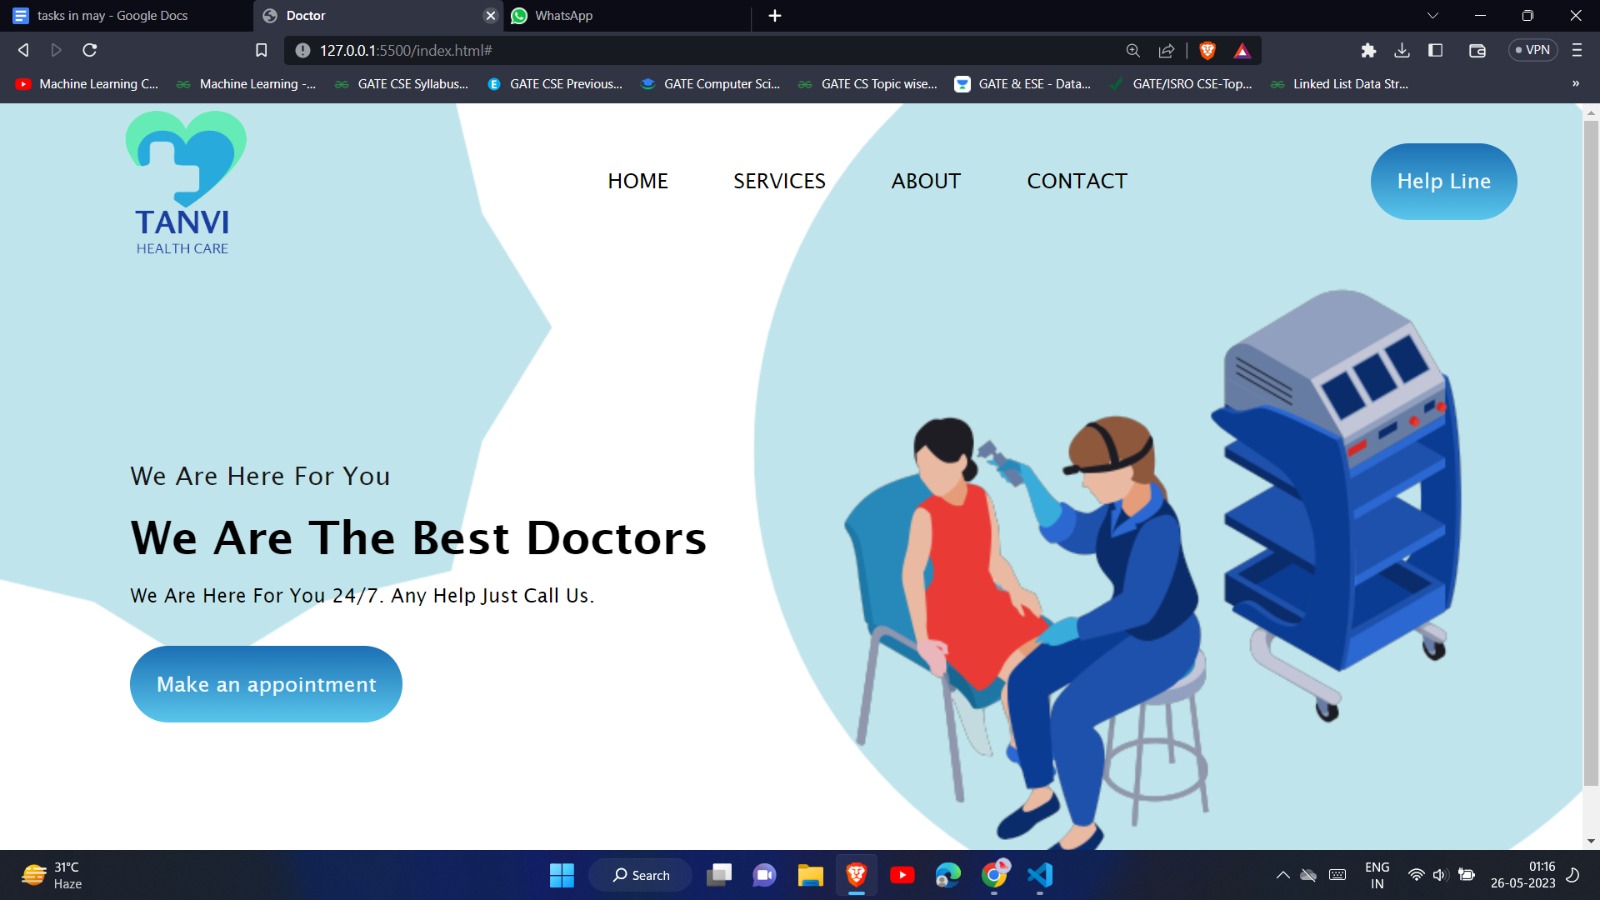 tasks in may - Google Docs
Doctor
WhatsApp
127.0.0.1:5500/index.html#
VPN
Machine Learning C...
Machine Learning -...
GATE CSE Syllabus...
GATE CSE Previous...
GATE Computer Sci...
GATE CS Topic wise...
GATE & ESE - Data...
GATE/ISRO CSE-Top...
Linked List Data Str...
»
TANVI
HEALTH CARE
HOME
SERVICES
ABOUT
CONTACT
Help Line
We Are Here For You
We Are The Best Doctors
We Are Here For You 24/7. Any Help Just Call Us.
Make an appointment
31°C
Haze
Search
ENG
IN
01:16
26-05-2023